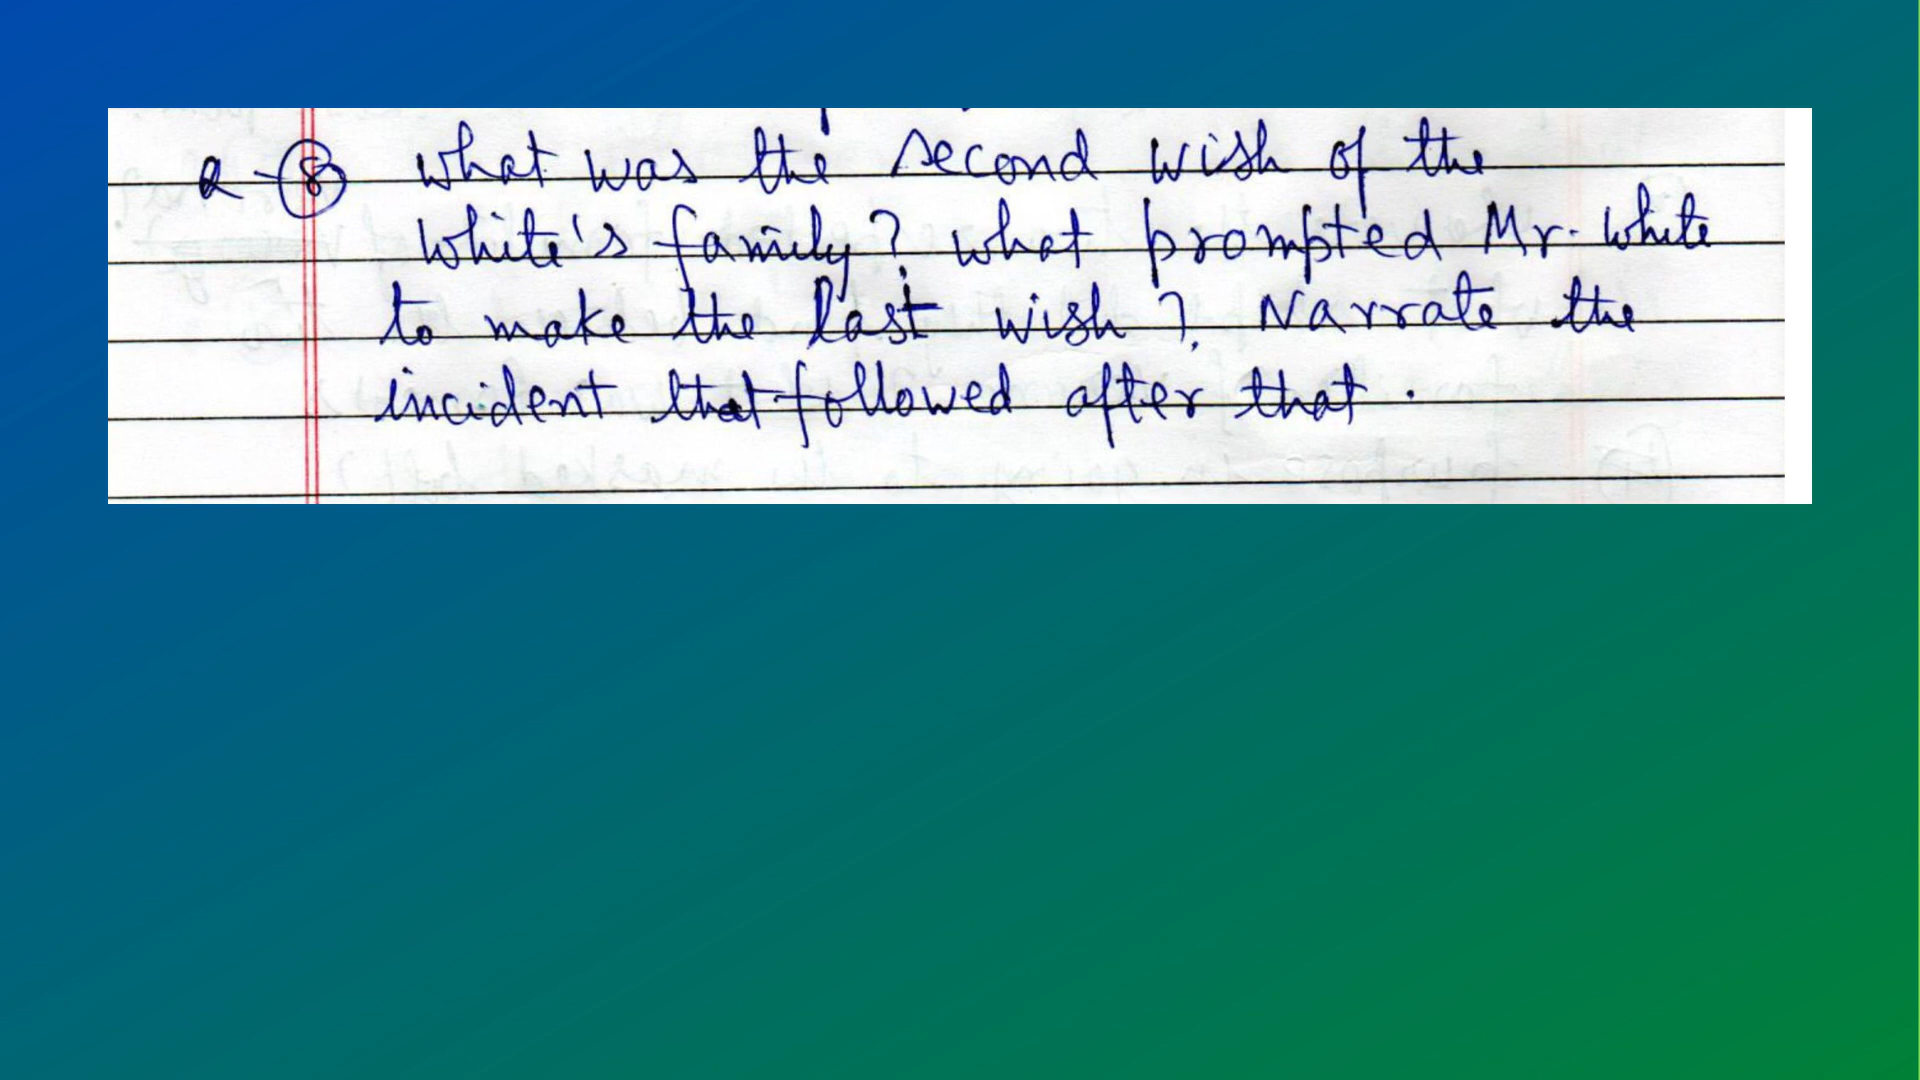 Q-8 What was the second wish of the
White's family? What prompted Mr. White
to make the last wish? Narrate the
incident that followed after that.